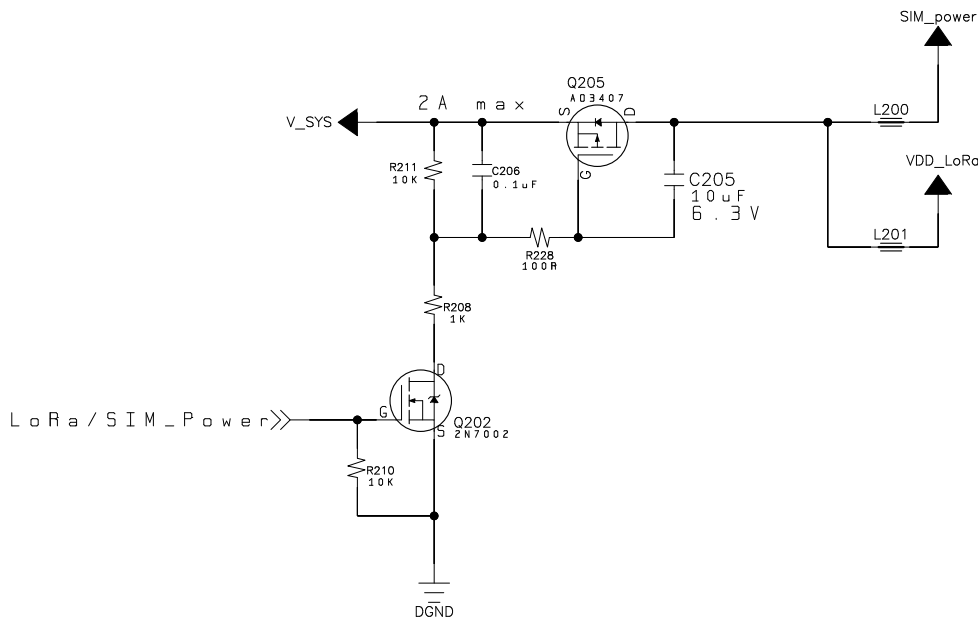 SIM_power
Q205
AO3407
2A max
S
D
G
V_SYS
L200
R211
10K
C206
0.1uF
C205
10uF
6.3V
VDD_LoRa
L201
R228
100R
R208
1K
D
G
S
LoRa/SIM_Power
Q202
2N7002
R210
10K
DGND